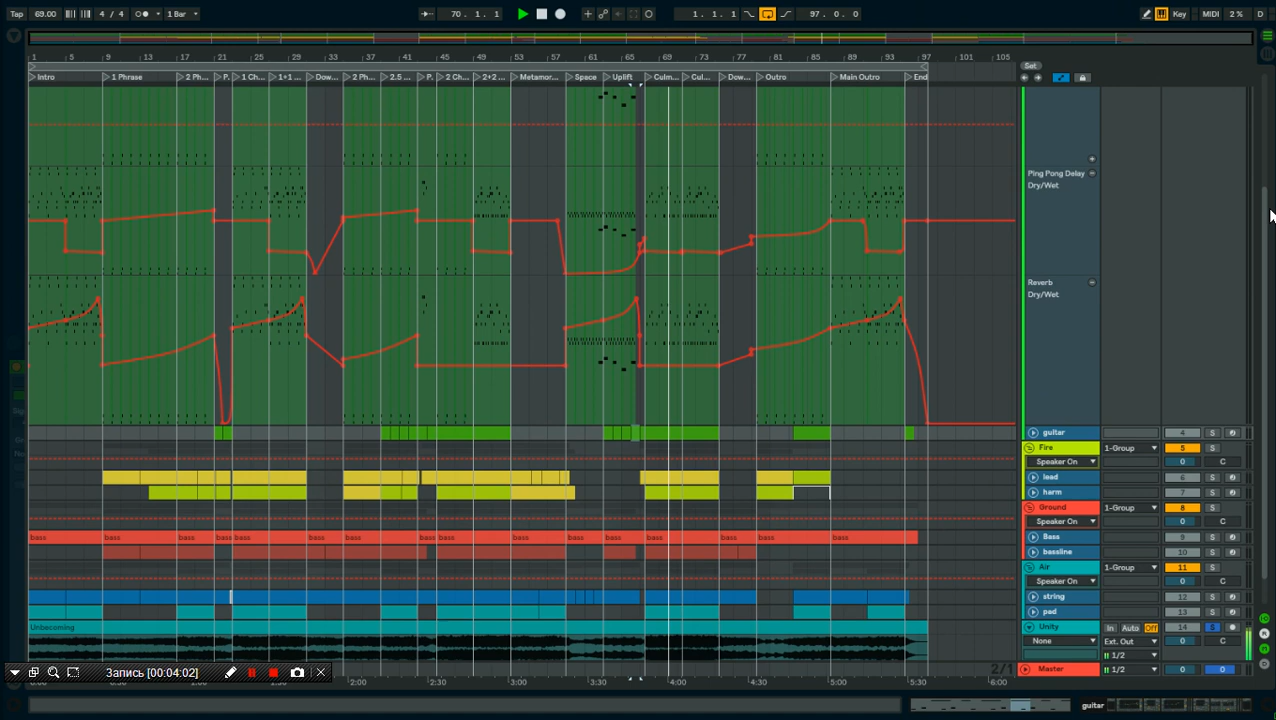 Tap 69.00 4 / 4 1 Bar 70. 1. 1 1. 1. 1 97. 0. 0 Key MIDI 2 % D
1 5 9 13 17 21 25 29 33 37 41 45 49 53 57 61 65 69 73 77 81 85 89 93 97 101 105 Set
Intro 1 Phrase 2 Ph... P. 1 Ch... 1+1 ... Dow... 2 Ph... 2.5 ... P. 2 Ch... 2+2 ... Metamor... Space Uplift Culm... Cul... Dow... Outro Main Outro End
Ping Pong Delay
Dry/Wet
Reverb
Dry/Wet
guitar 4 S
Fire 1-Group 5 S
Speaker On 0 C
lead 6 S
harm 7 S
Ground 1-Group 8 S
Speaker On 0 C
bass bass bass bass bass bass bass bass bass bass bass bass bass bass bass Bass 9 S
bassline 10 S
Air 1-Group 11 S
Speaker On 0 C
string 12 S
pad 13 S
Unbecoming Unity In Auto Off 14 S
None Ext. Out 0 C
1/2
Запись [00:04:02] 2/1 Master 1/2 0 0
2:30 3:00 3:30 4:00 4:30 5:00 5:30 6:00
guitar